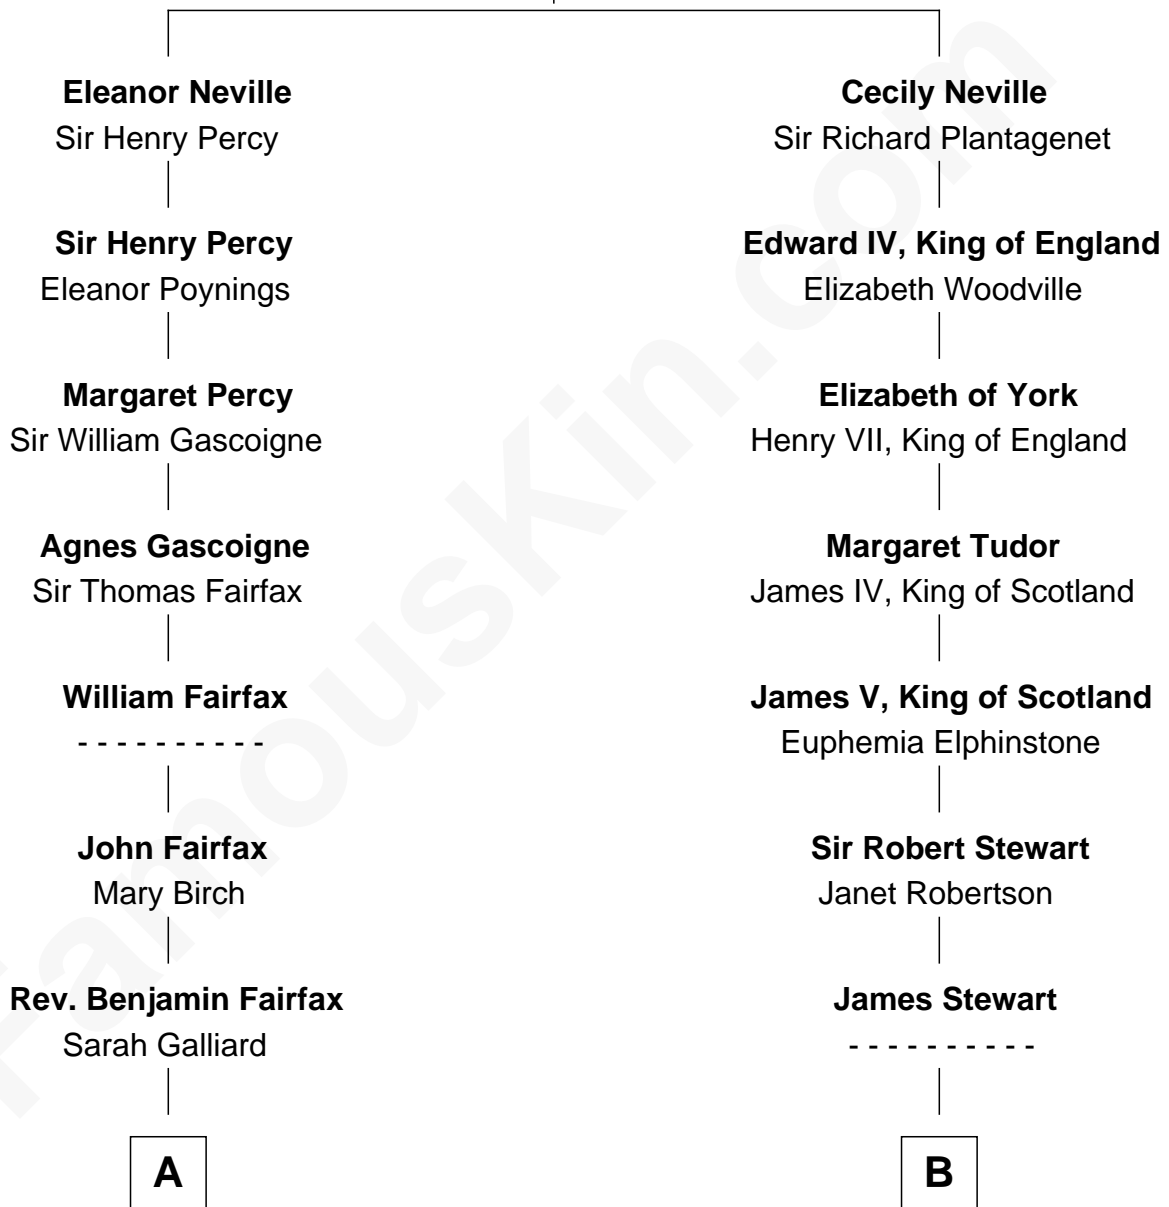 Eleanor Neville
Sir Henry Percy
Cecily Neville
Sir Richard Plantagenet
Sir Henry Percy
Eleanor Poynings
Edward IV, King of England
Elizabeth Woodville
Margaret Percy
Sir William Gascoigne
Elizabeth of York
Henry VII, King of England
Agnes Gascoigne
Sir Thomas Fairfax
Margaret Tudor
James IV, King of Scotland
William Fairfax
- - - - - - - - - -
James V, King of Scotland
Euphemia Elphinstone
John Fairfax
Mary Birch
Sir Robert Stewart
Janet Robertson
Rev. Benjamin Fairfax
Sarah Galliard
James Stewart
- - - - - - - - - -
A
B
FamousKin.com